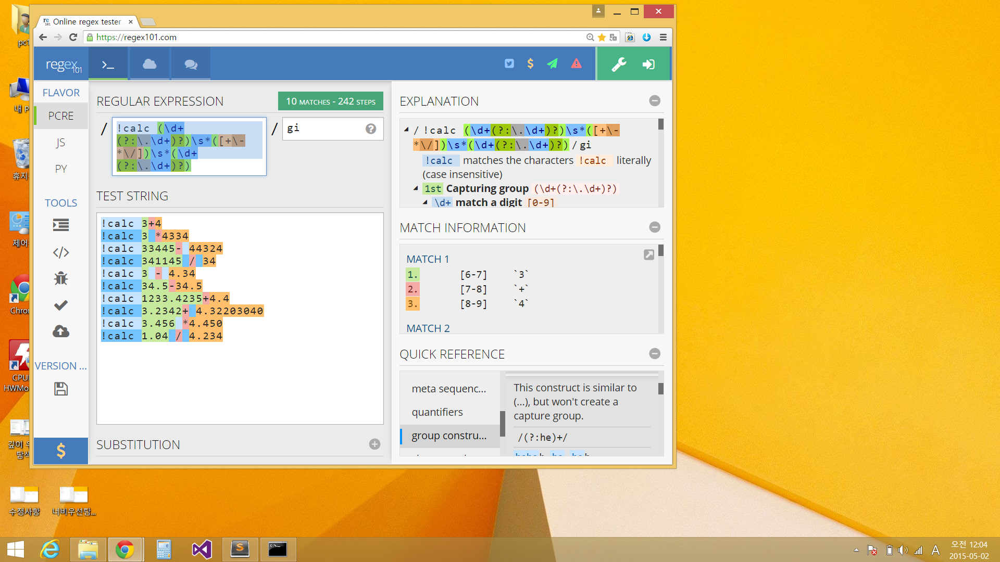 Online regex tester
https://regex101.com
regex101
FLAVOR
PCRE
JS
PY
TOOLS
VERSION ...
$
REGULAR EXPRESSION
10 MATCHES - 242 STEPS
/
!calc (\d+
(?:\.\d+)?)\s*([+\-
*\/])\s*(\d+
(?:\.\d+)?)
/
gi
TEST STRING
!calc 3+4
!calc 3 *4334
!calc 33445- 44324
!calc 341145 / 34
!calc 3 - 4.34
!calc 34.5-34.5
!calc 1233.4235+4.4
!calc 3.2342+ 4.32203040
!calc 3.456 *4.450
!calc 1.04 / 4.234
SUBSTITUTION
EXPLANATION
/ !calc (\d+(?:\.\d+)?)\s*([+\-
*\/])\s*(\d+(?:\.\d+)?) / gi
!calc matches the characters !calc literally
(case insensitive)
1st Capturing group (\d+(?:\.\d+)?)
\d+ match a digit [0-9]
MATCH INFORMATION
MATCH 1
1. [6-7] `3`
2. [7-8] `+`
3. [8-9] `4`
MATCH 2
QUICK REFERENCE
meta sequenc...
quantifiers
group constru...
This construct is similar to
(...), but won't create a
capture group.
/(?:he)+/
pc1
내 P
휴지
제어
Chron
CPU
HWMo
깊이 우
탐색
수정사항
너비우선탐...
A
오전 12:04
2015-05-02